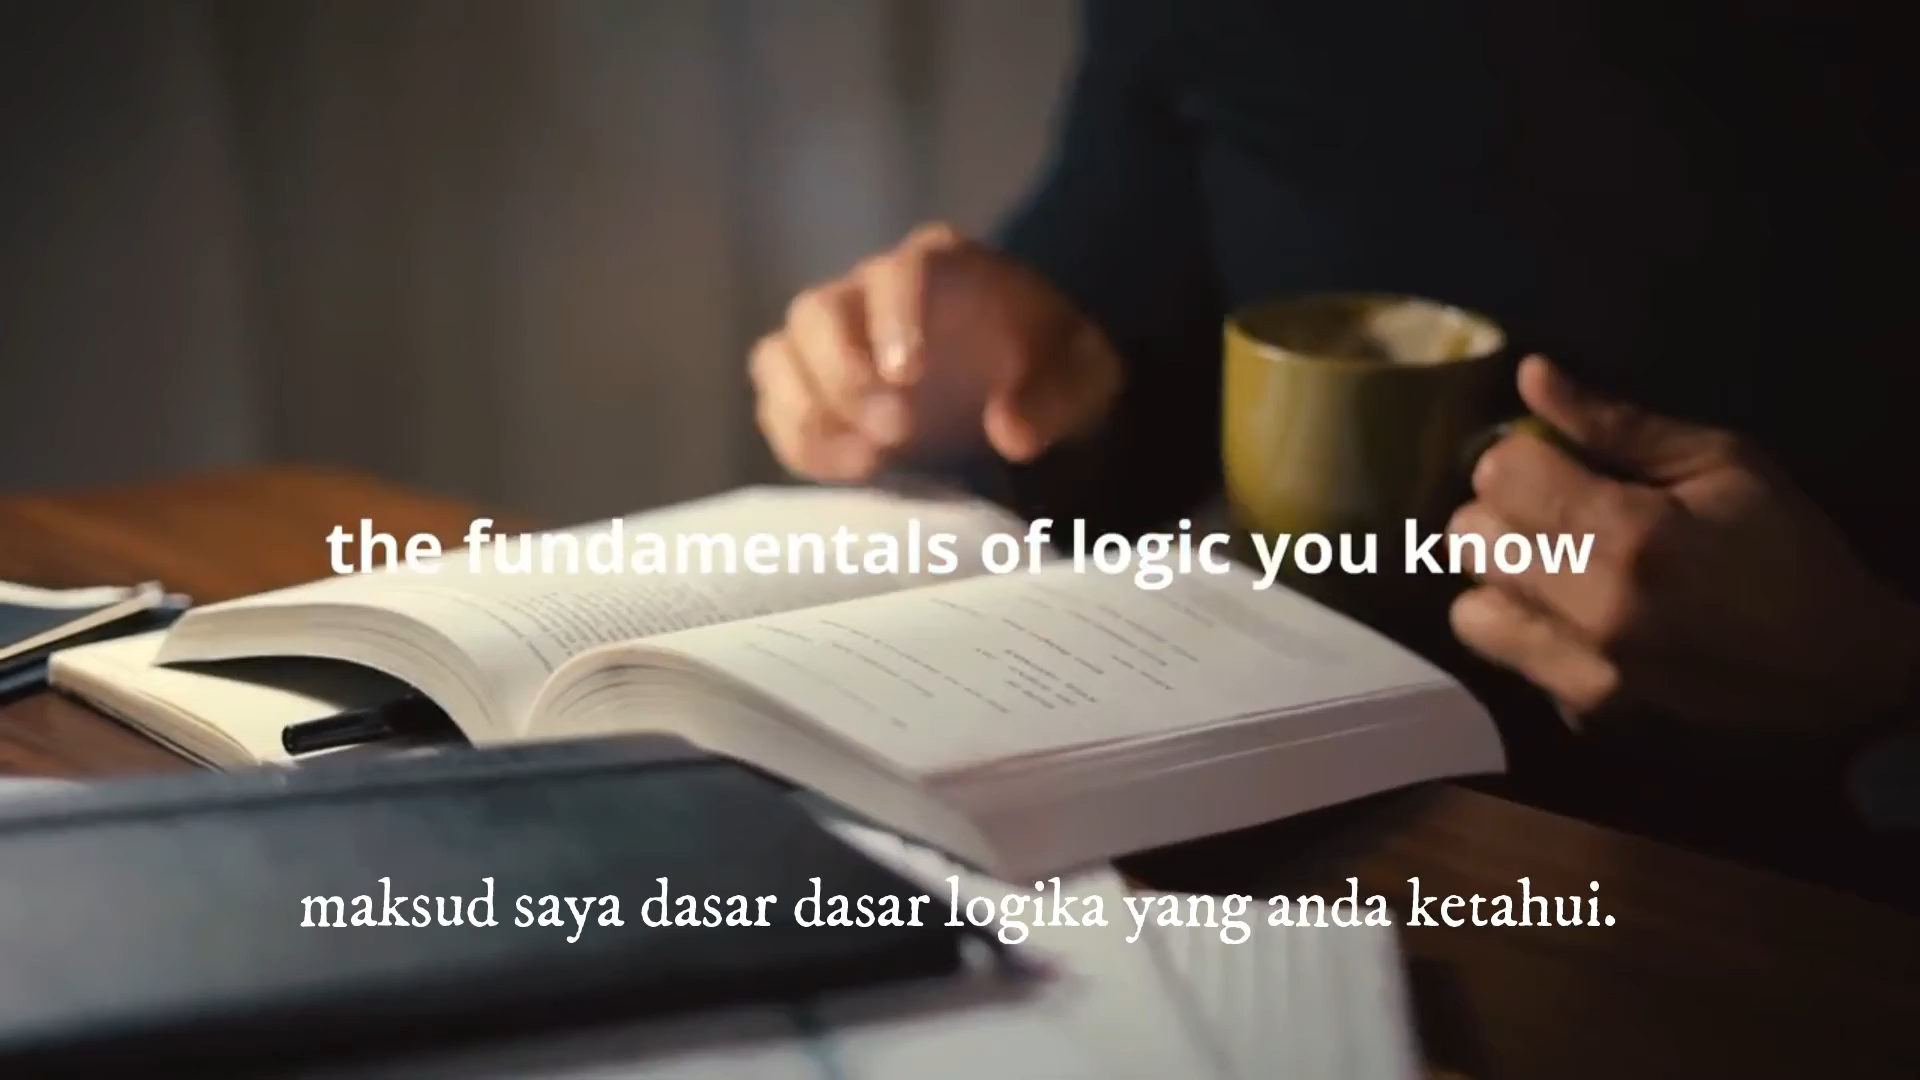 the fundamentals of logic you know
maksud saya dasar dasar logika yang anda ketahui.